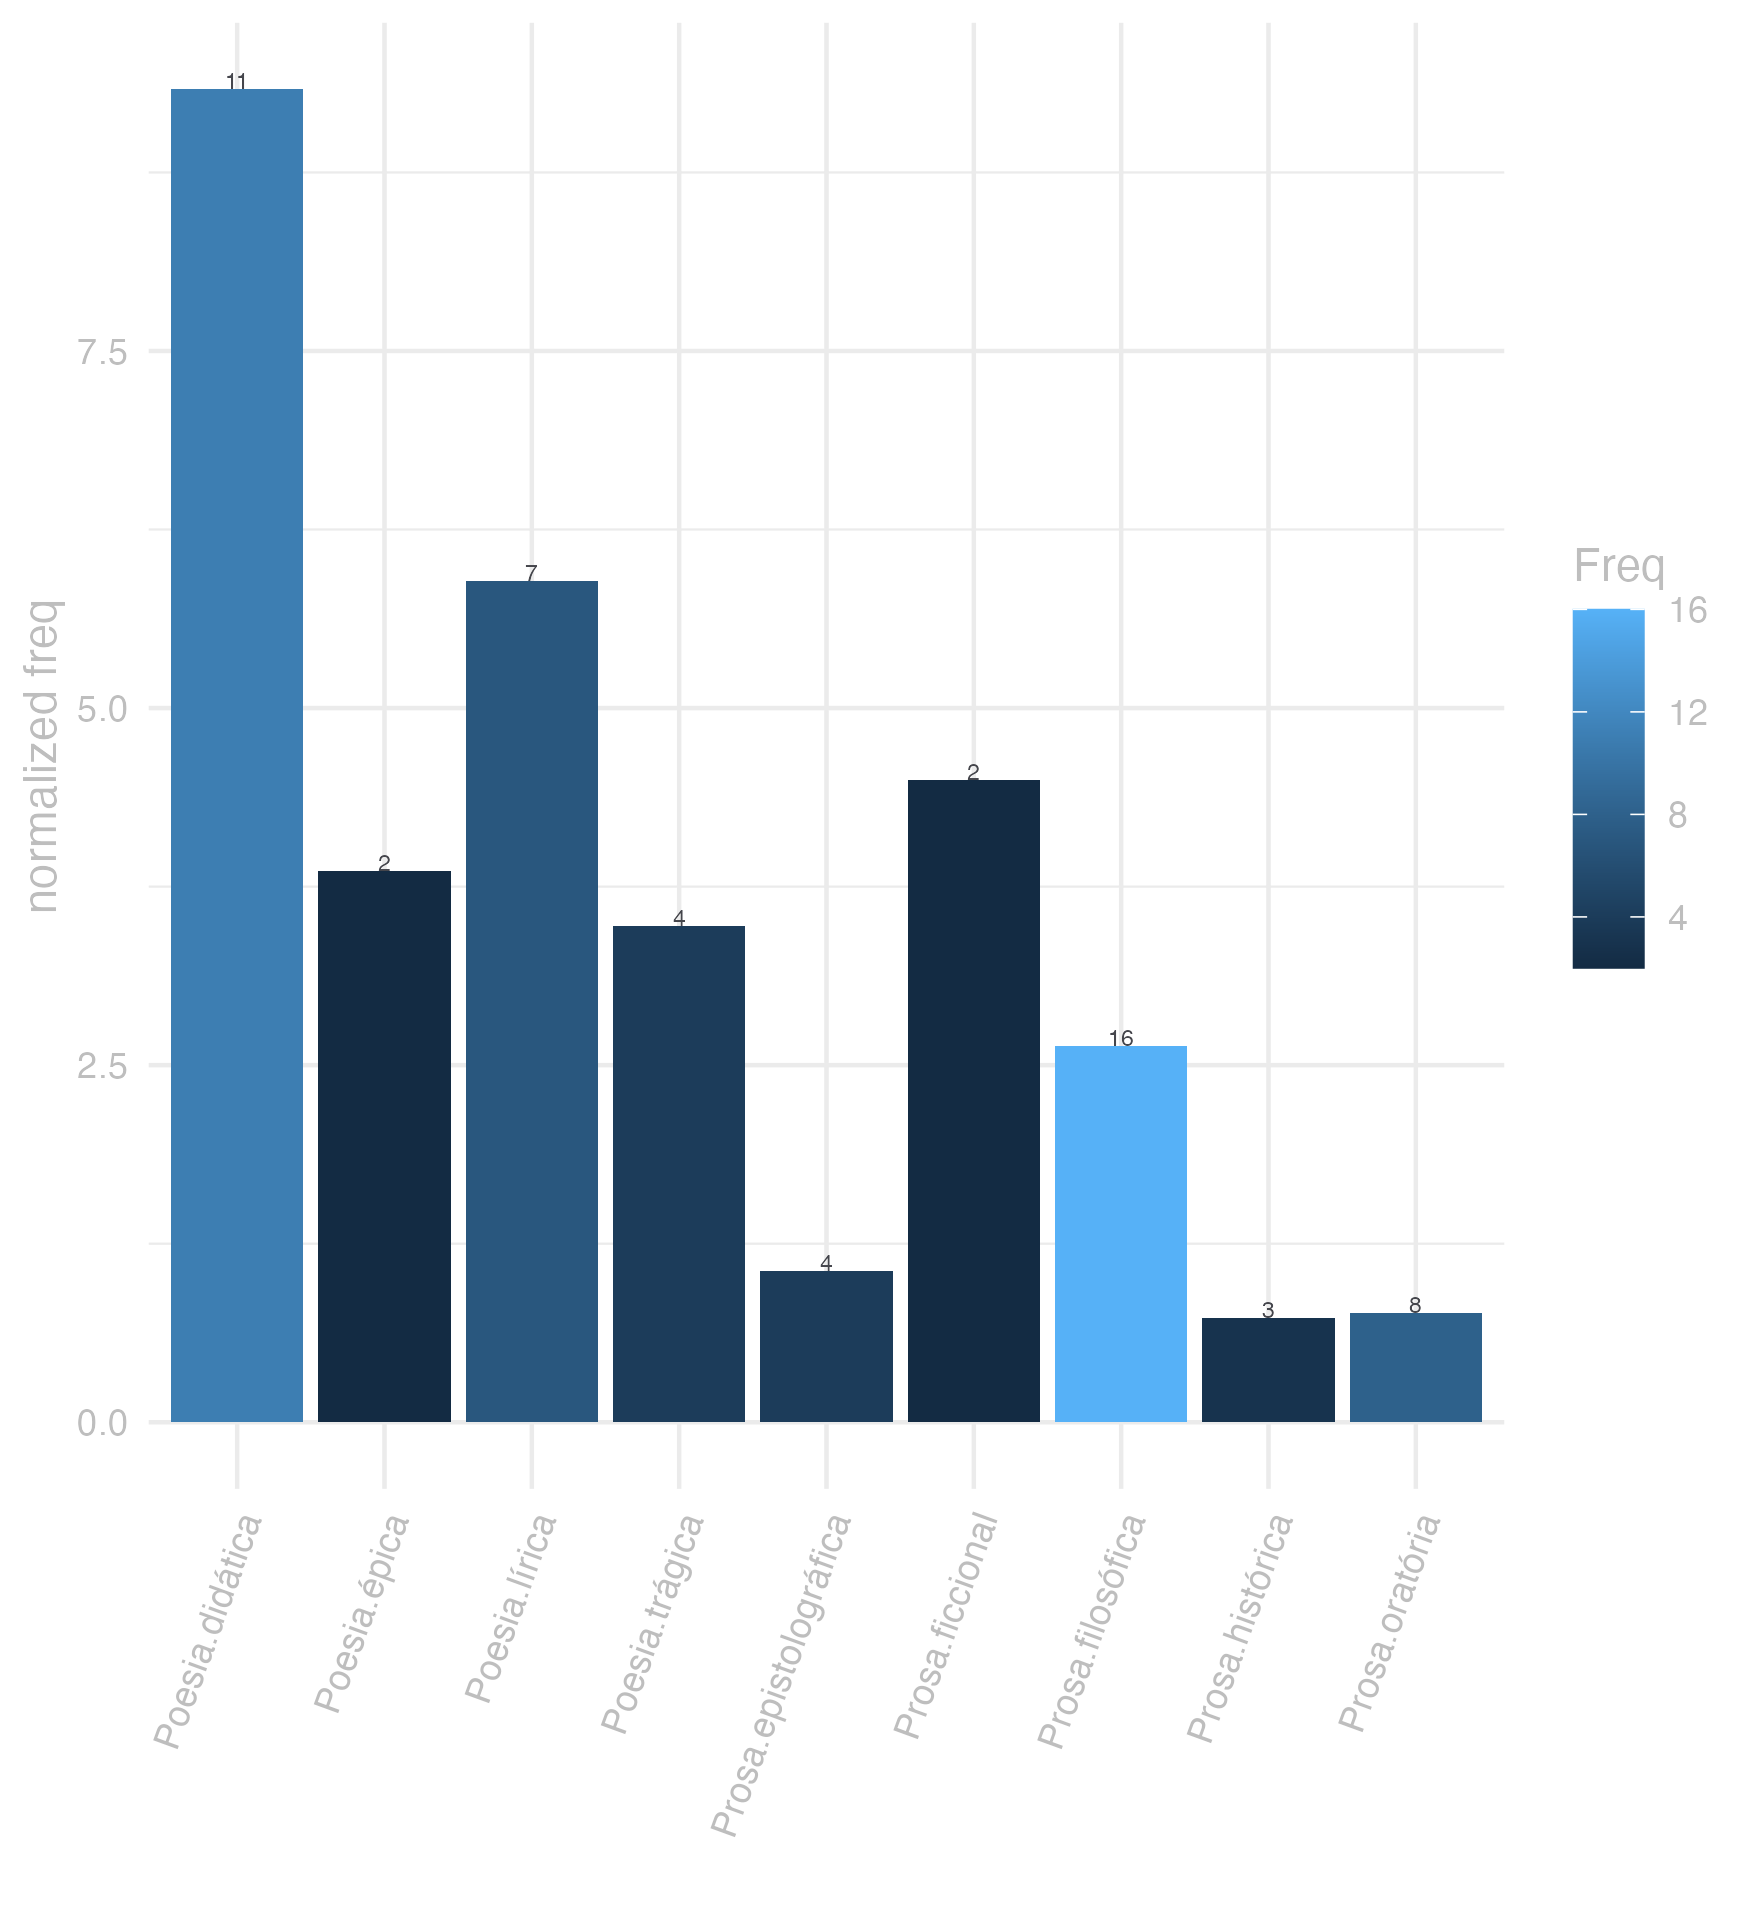 normalized freq
7.5
5.0
2.5
0.0
11
2
7
4
4
2
16
3
8
Poesia.didática
Poesia.épica
Poesia.lírica
Poesia.trágica
Prosa.epistolográfica
Prosa.ficcional
Prosa.filosófica
Prosa.histórica
Prosa.oratória
Freq
16
12
8
4